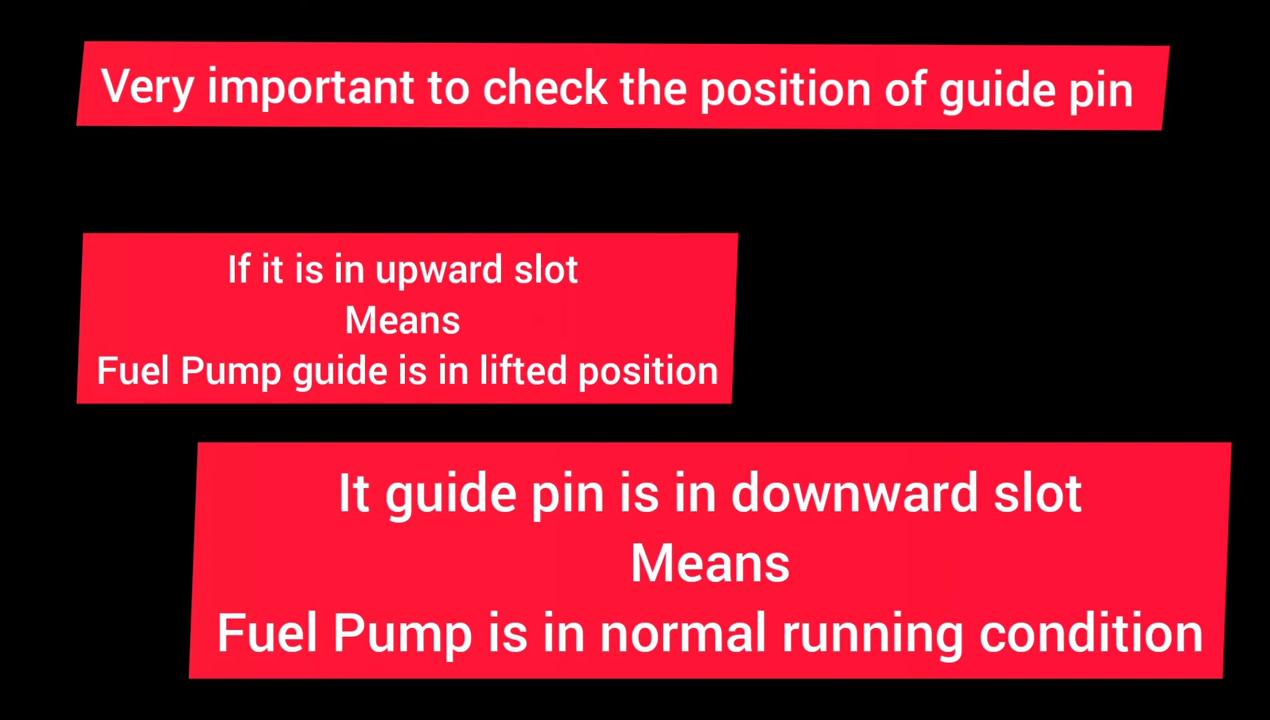 Very important to check the position of guide pin
If it is in upward slot
Means
Fuel Pump guide is in lifted position
It guide pin is in downward slot
Means
Fuel Pump is in normal running condition